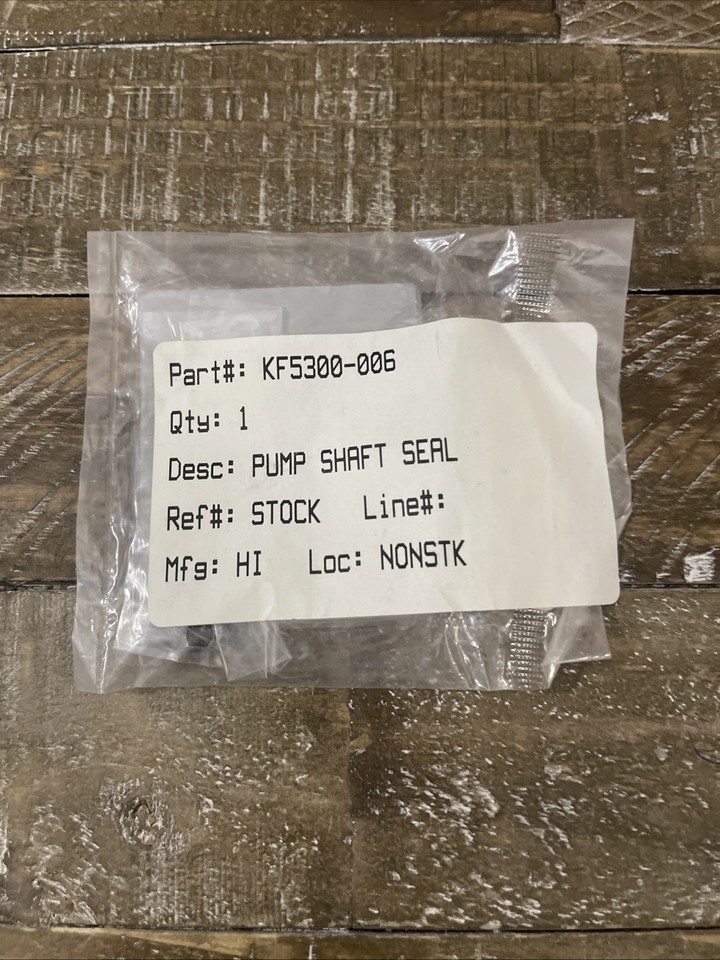 Part#: KF5300-006
Qty: 1
Desc: PUMP SHAFT SEAL
Ref#: STOCK Line#:
Mfg: HI Loc: NONSTK